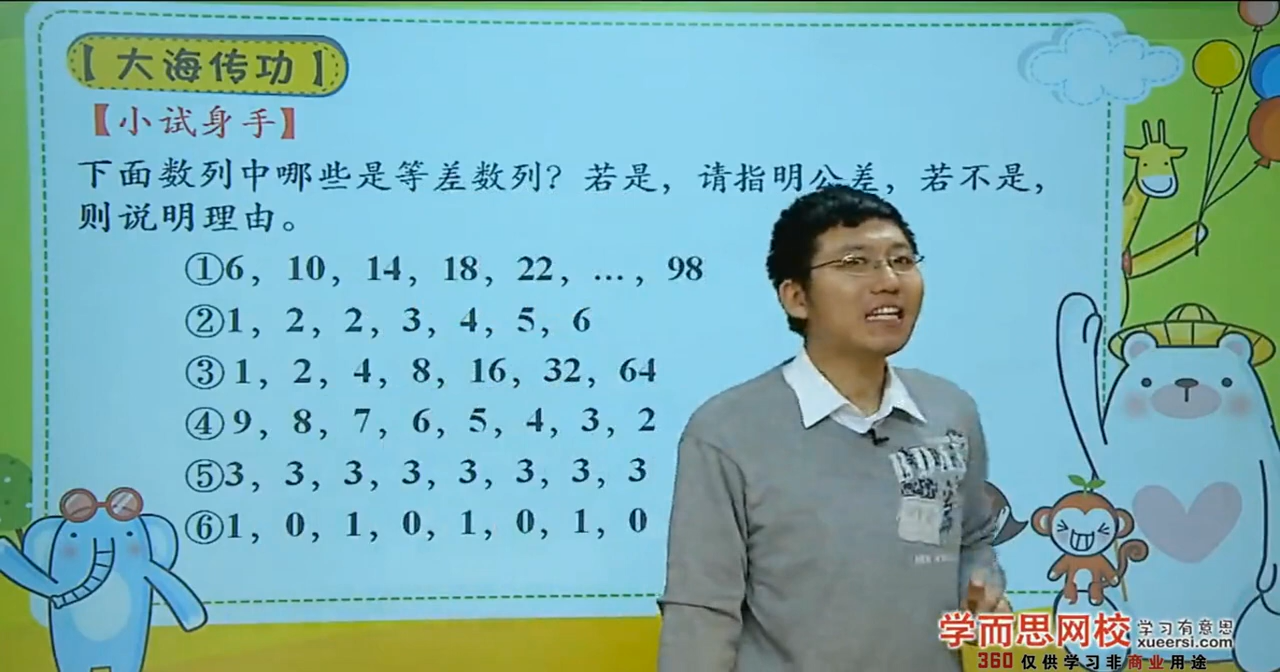 【大海传功】
【小试身手】
下面数列中哪些是等差数列？若是，请指明公差，若不是，
则说明理由。
①6，10，14，18，22，…，98
②1，2，2，3，4，5，6
③1，2，4，8，16，32，64
④9，8，7，6，5，4，3，2
⑤3，3，3，3，3，3，3，3
⑥1，0，1，0，1，0，1，0
学而思网校 学习有意思
xueersi.com
360 仅供学习非商业用途